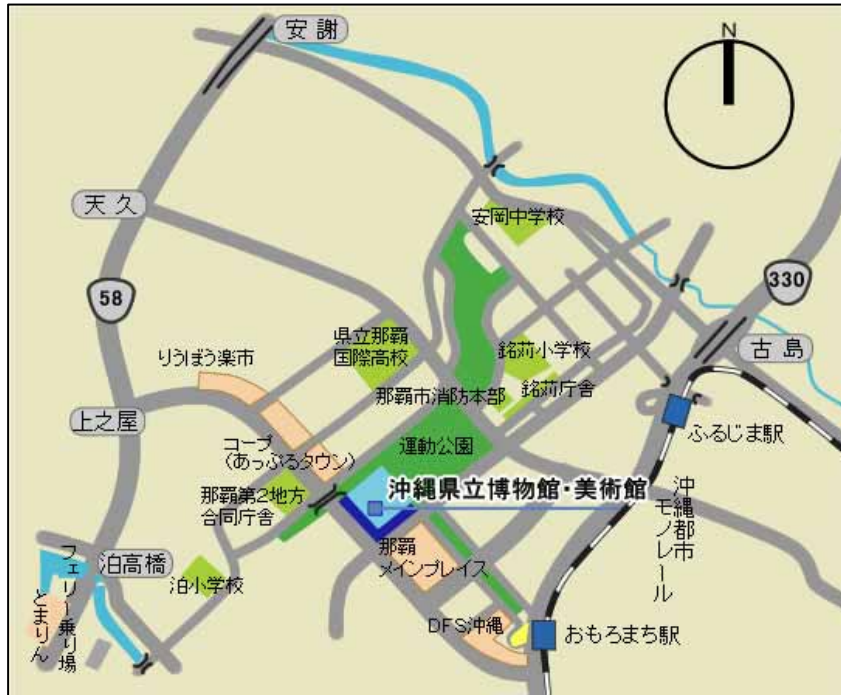 安謝
N
天久
安岡中学校
58
330
りうぼう楽市
県立那覇
国際高校
銘苅小学校
古島
那覇市消防本部
銘苅庁舎
上之屋
ふるじま駅
コープ
(あっぷるタウン)
運動公園
沖縄県立博物館・美術館
那覇第2地方
合同庁舎
沖縄都市
モノレール
那覇
メインプレイス
泊高橋
泊小学校
フェリー乗り場
とまりん
DFS沖縄
おもろまち駅